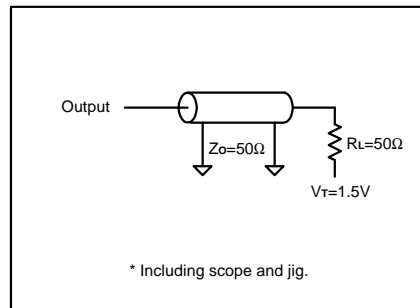 Output
Zo=50Ω
RL=50Ω
VT=1.5V
* Including scope and jig.